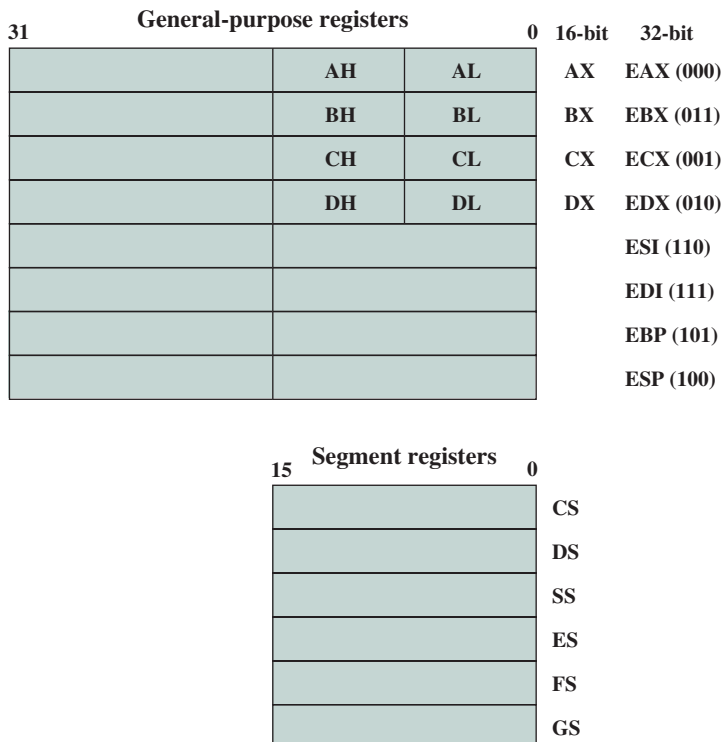 General-purpose registers
31 0 16-bit 32-bit
AH AL AX EAX (000)
BH BL BX EBX (011)
CH CL CX ECX (001)
DH DL DX EDX (010)
ESI (110)
EDI (111)
EBP (101)
ESP (100)
Segment registers
15 0
CS
DS
SS
ES
FS
GS